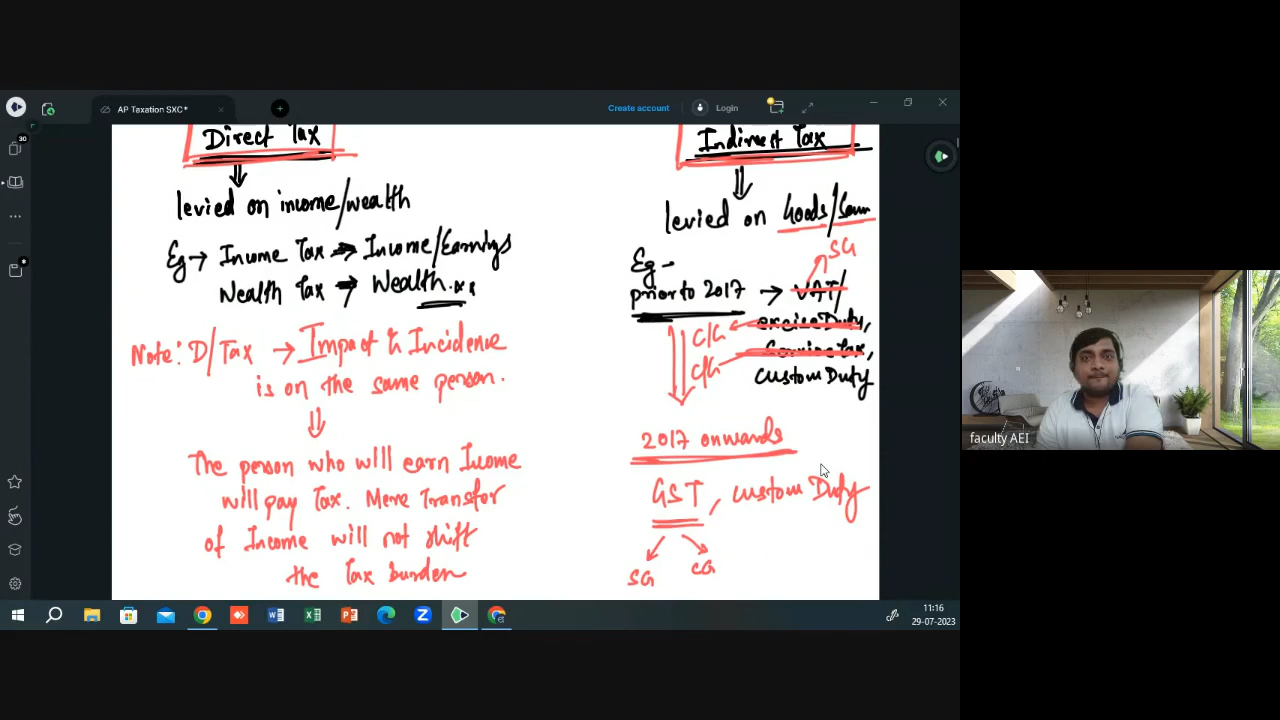 AP Taxation SXC*
Create account
Login
30
Direct Tax
levied on income/wealth
Eg→ Income Tax → Income/Earnings
Wealth Tax → Wealth.xx
Note: D/Tax → Impact & Incidence
is on the same person.
The person who will earn Income
will pay Tax. Mere Transfer
of Income will not shift
the Tax burden
Indirect Tax
levied on Goods/
SG
Eg -
prior to 2017 → VAT/
C/G excise Duty,
C/G Service Tax,
custom Duty
2017 onwards
GST, custom Duty
SG CG
faculty AEI
11:16
29-07-2023